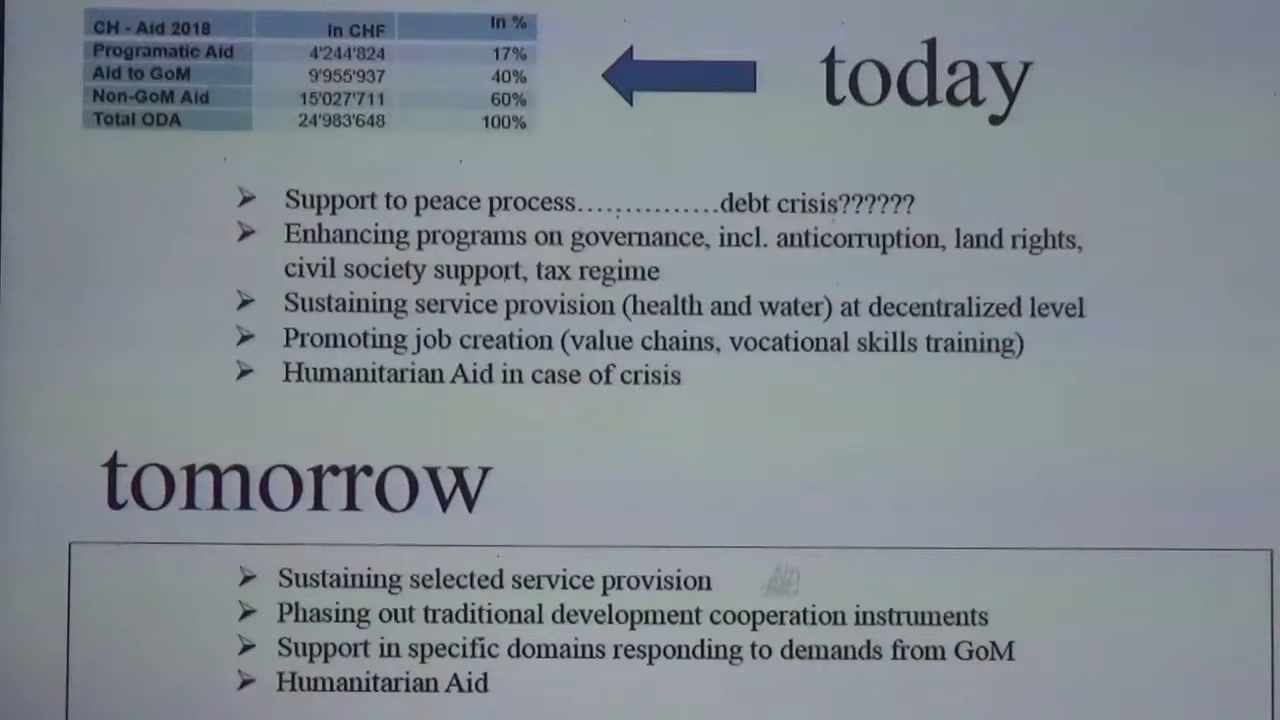 CH - Aid 2018 In CHF In %
Programatic Aid 4'244'824 17%
Aid to GoM 9'955'937 40%
Non-GoM Aid 15'027'711 60%
Total ODA 24'983'648 100%
today
➢ Support to peace process……………debt crisis??????
➢ Enhancing programs on governance, incl. anticorruption, land rights,
civil society support, tax regime
➢ Sustaining service provision (health and water) at decentralized level
➢ Promoting job creation (value chains, vocational skills training)
➢ Humanitarian Aid in case of crisis
tomorrow
➢ Sustaining selected service provision
➢ Phasing out traditional development cooperation instruments
➢ Support in specific domains responding to demands from GoM
➢ Humanitarian Aid